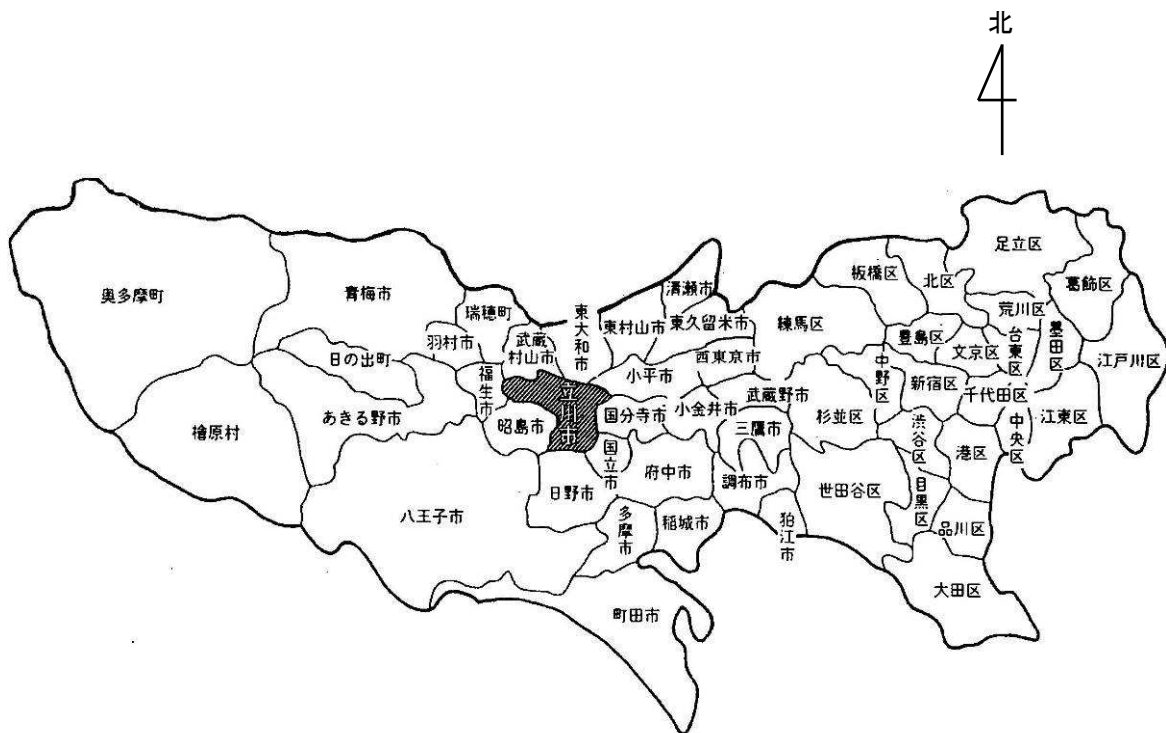 北
足立区
葛飾区
板橋区
北区
荒川区
清瀬市
奥多摩町
青梅市
瑞穂町
東大和市
東村山市
東久留米市
練馬区
豊島区
文京区
台東区
墨田区
江戸川区
羽村市
武蔵
村山市
日の出町
西東京市
小平市
中野区
新宿区
千代田区
福生市
立川市
武蔵野市
あきる野市
国分寺市
小金井市
杉並区
江東区
檜原村
昭島市
三鷹市
渋谷区
港区
中央区
国立市
府中市
調布市
世田谷区
目黒区
日野市
八王子市
多摩市
稲城市
狛江市
品川区
大田区
町田市